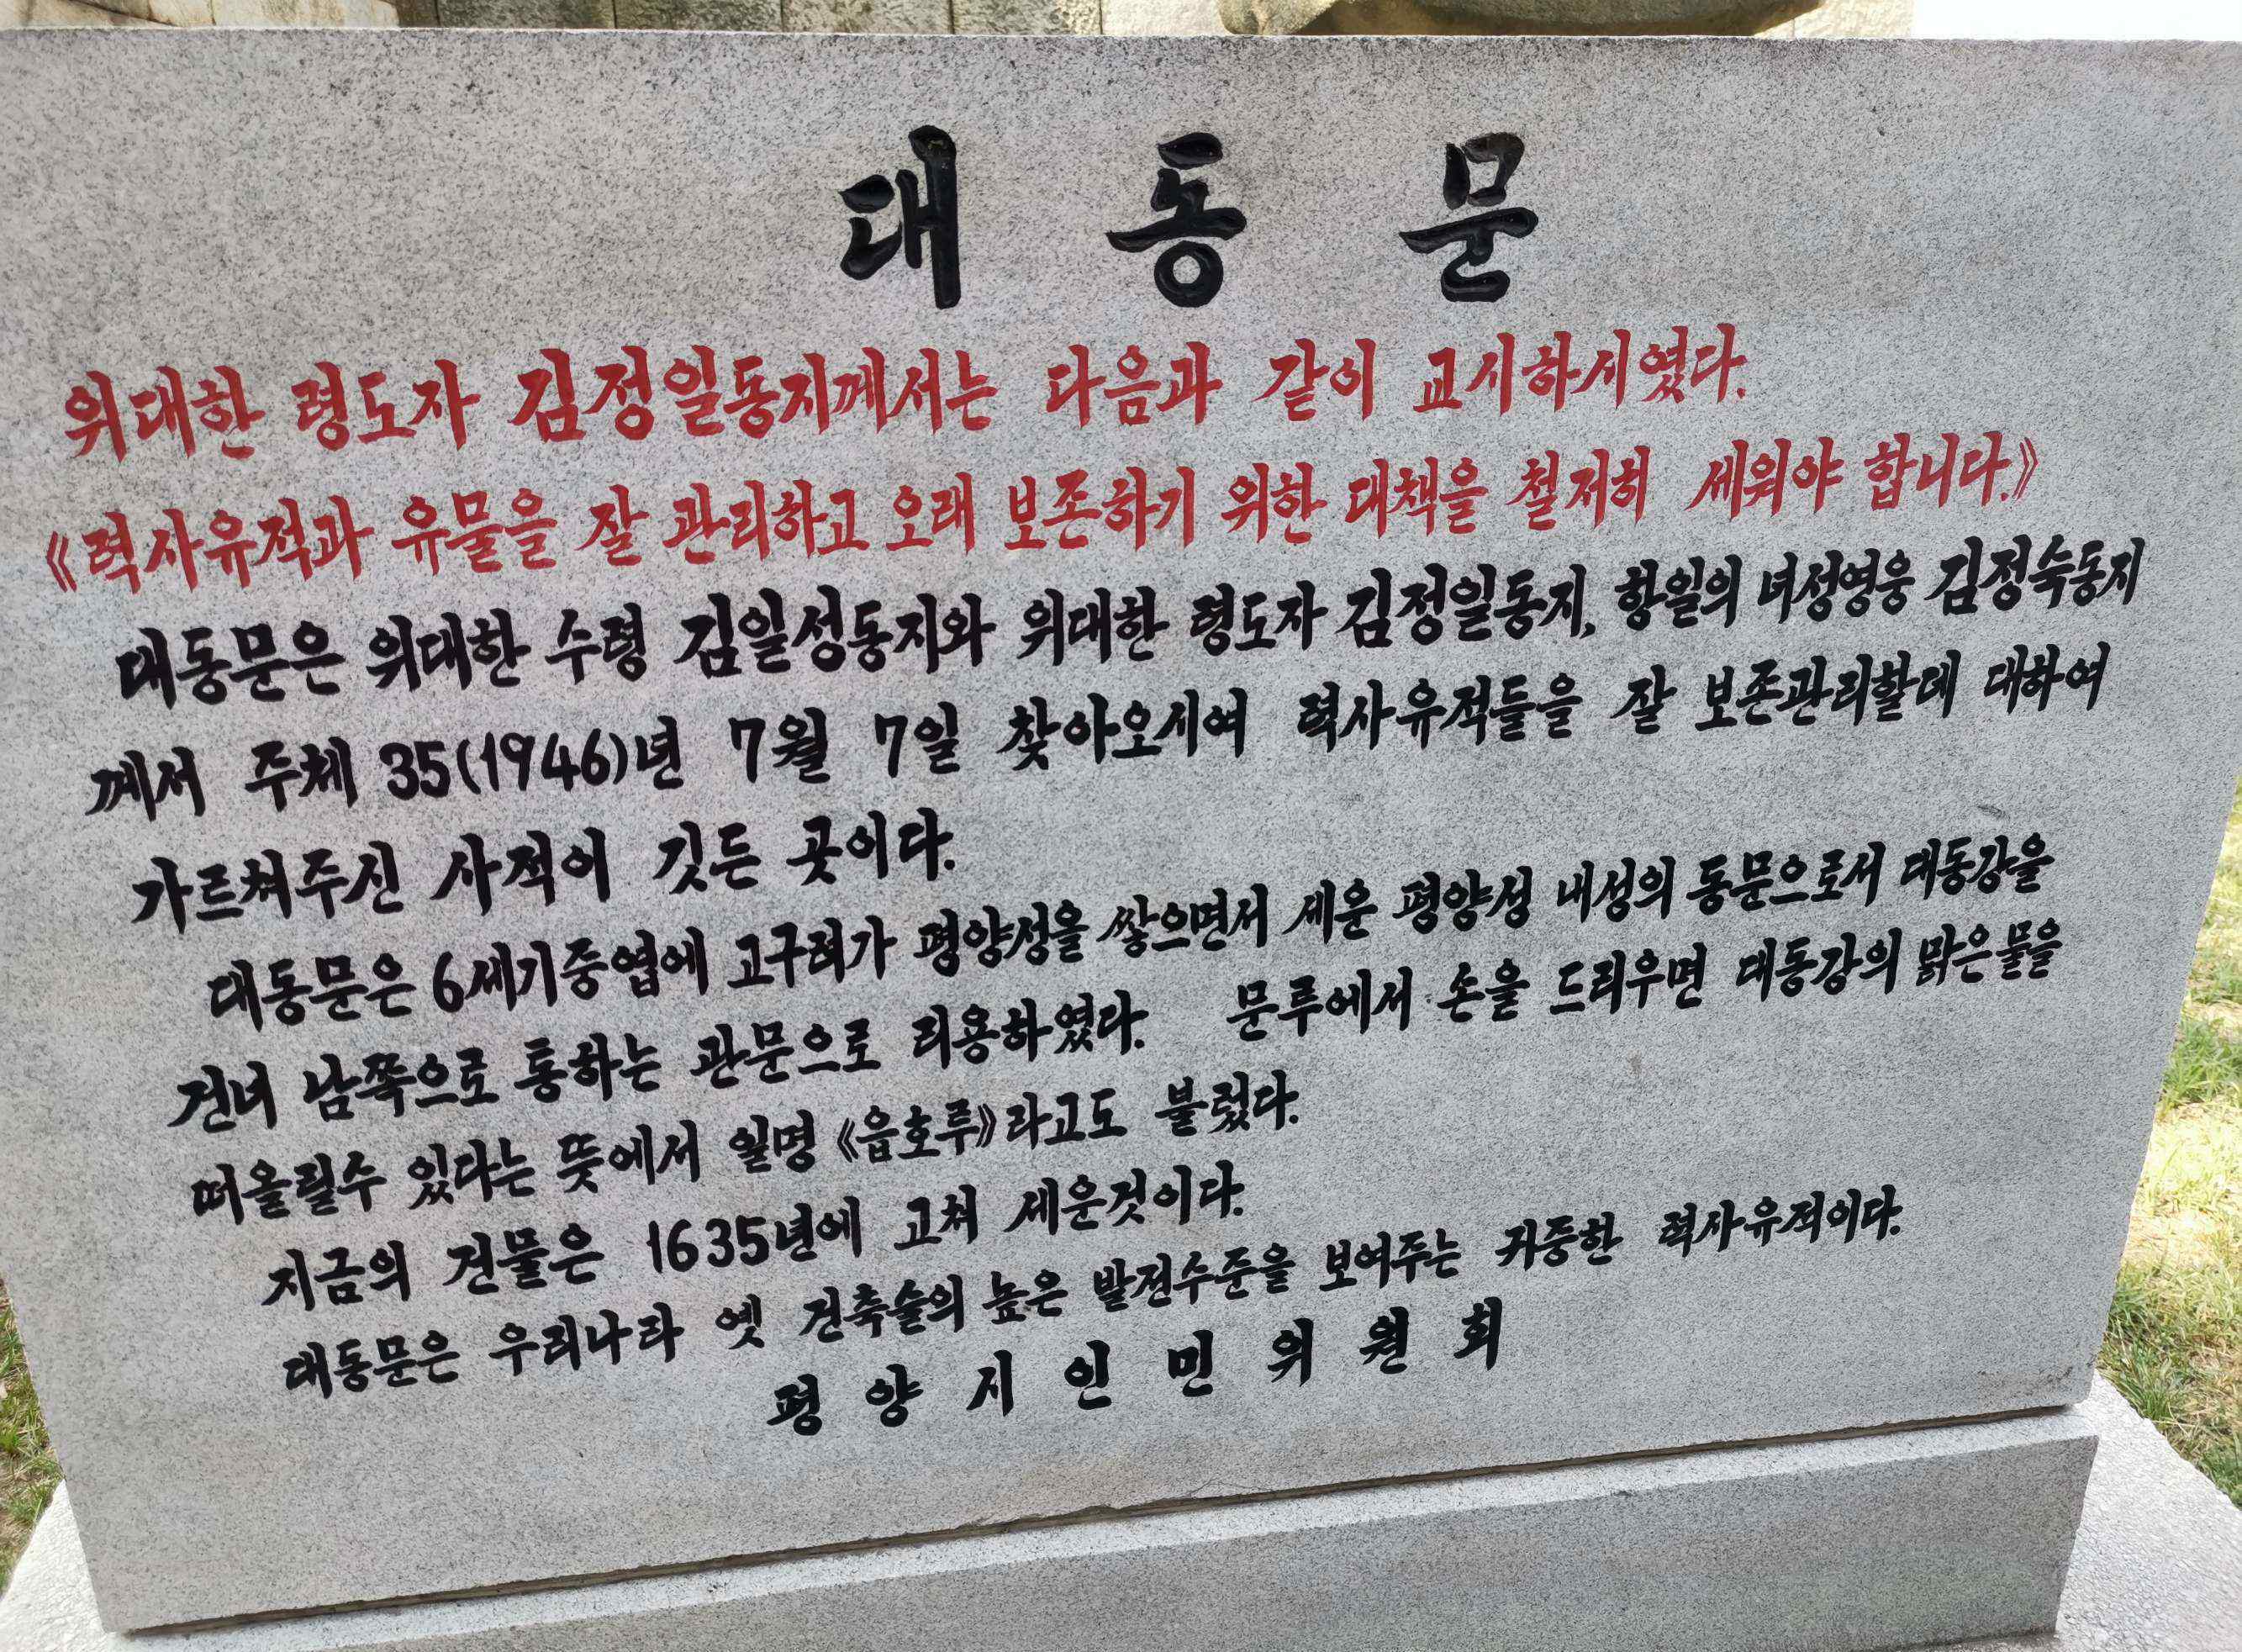 대동문
위대한 령도자 김정일동지께서는 다음과 같이 교시하시였다.
《력사유적과 유물을 잘 관리하고 오래 보존하기 위한 대책을 철저히 세워야 합니다.》
대동문은 위대한 수령 김일성동지와 위대한 령도자 김정일동지, 항일의 녀성영웅 김정숙동지
께서 주체 35(1946)년 7월 7일 찾아오시여 력사유적들을 잘 보존관리할데 대하여
가르쳐주신 사적이 깃든 곳이다.
대동문은 6세기중엽에 고구려가 평양성을 쌓으면서 세운 평양성 내성의 동문으로서 대동강을
건너 남쪽으로 통하는 관문으로 리용하였다. 문루에서 손을 드리우면 대동강의 맑은물을
떠올릴수 있다는 뜻에서 일명 《읍호루》라고도 불렀다.
지금의 건물은 1635년에 고쳐 세운것이다.
대동문은 우리나라 옛 건축술의 높은 발전수준을 보여주는 귀중한 력사유적이다.
평양시인민위원회